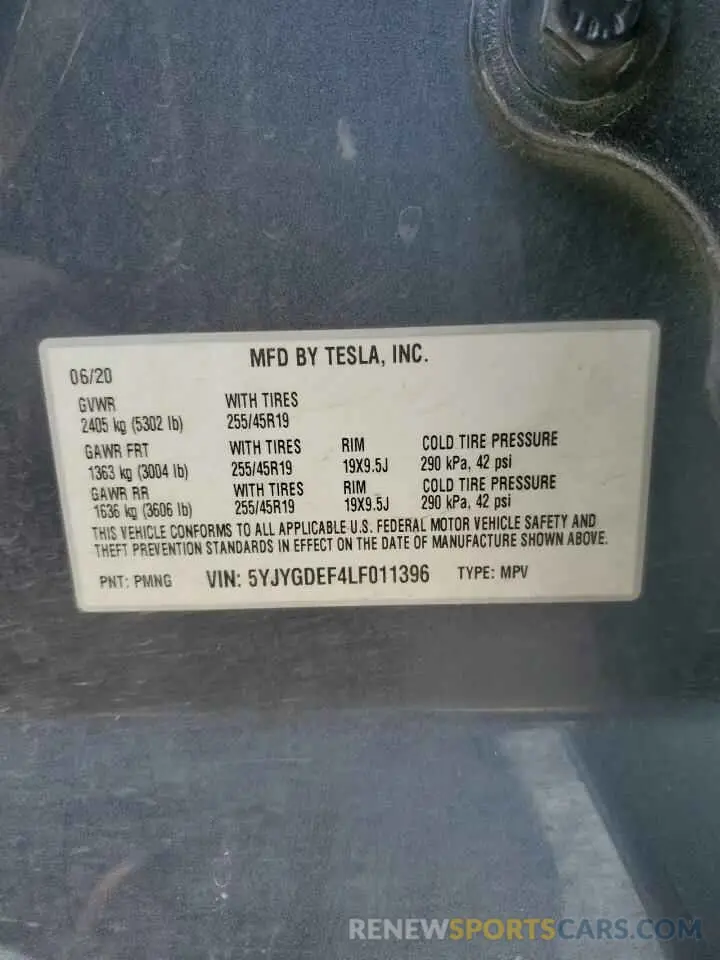 MFD BY TESLA, INC.
06/20
GVWR WITH TIRES
2405 kg (5302 lb) 255/45R19
GAWR FRT WITH TIRES RIM COLD TIRE PRESSURE
1363 kg (3004 lb) 255/45R19 19X9.5J 290 kPa, 42 psi
GAWR RR WITH TIRES RIM COLD TIRE PRESSURE
1636 kg (3606 lb) 255/45R19 19X9.5J 290 kPa, 42 psi
THIS VEHICLE CONFORMS TO ALL APPLICABLE U.S. FEDERAL MOTOR VEHICLE SAFETY AND
THEFT PREVENTION STANDARDS IN EFFECT ON THE DATE OF MANUFACTURE SHOWN ABOVE.
PNT: PMNG VIN: 5YJYGDEF4LF011396 TYPE: MPV
RENEWSPORTSCARS.COM